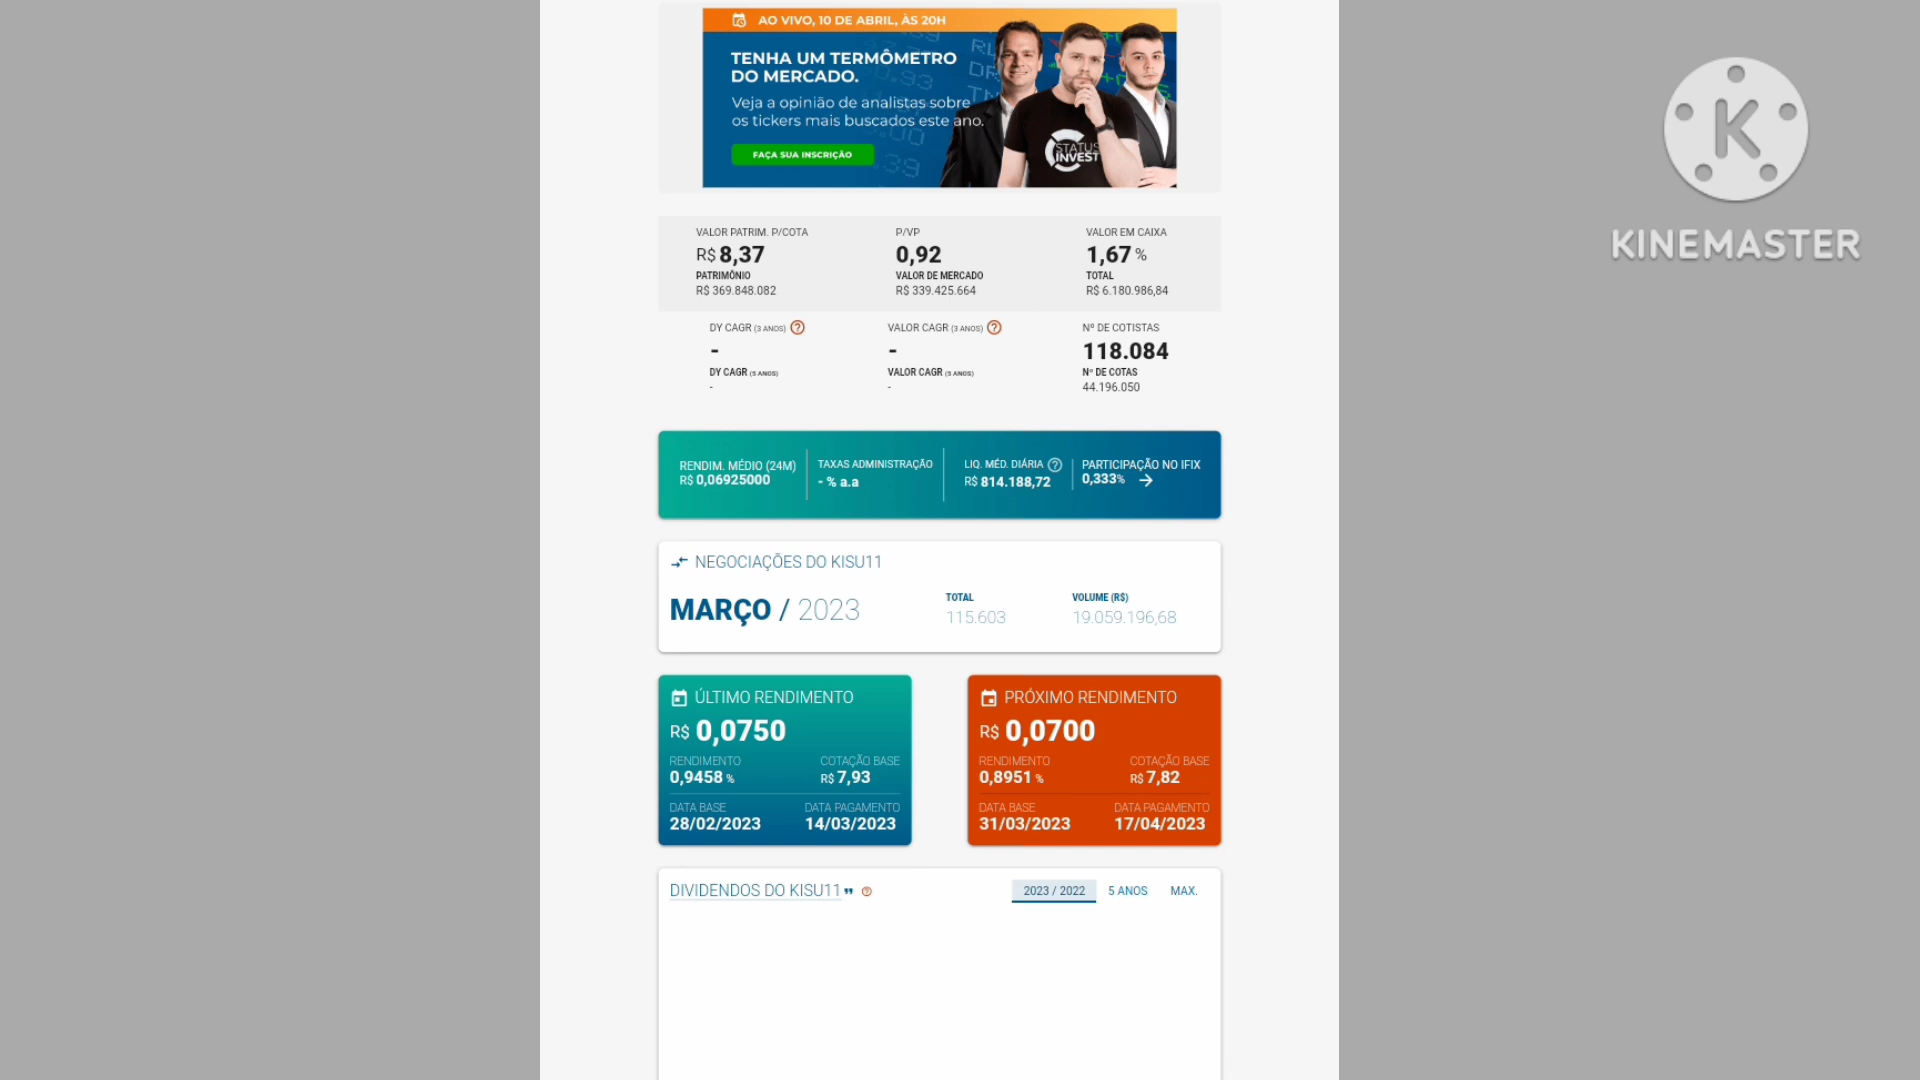 AO VIVO, 10 DE ABRIL, ÀS 20H
TENHA UM TERMÔMETRO
DO MERCADO.
Veja a opinião de analistas sobre
os tickers mais buscados este ano.
FAÇA SUA INSCRIÇÃO
STATUS
INVEST
K
KINEMASTER
VALOR PATRIM. P/COTA P/VP VALOR EM CAIXA
R$ 8,37 0,92 1,67 %
PATRIMÔNIO VALOR DE MERCADO TOTAL
R$ 369.848.082 R$ 339.425.664 R$ 6.180.986,84
DY CAGR (3 ANOS) ? VALOR CAGR (3 ANOS) ? Nº DE COTISTAS
- - 118.084
DY CAGR (5 ANOS) VALOR CAGR (5 ANOS) Nº DE COTAS
- - 44.196.050
RENDIM. MÉDIO (24M) TAXAS ADMINISTRAÇÃO LIQ. MÉD. DIÁRIA ? PARTICIPAÇÃO NO IFIX
R$ 0,06925000 - % a.a R$ 814.188,72 0,333% →
NEGOCIAÇÕES DO KISU11
MARÇO / 2023 TOTAL VOLUME (R$)
115.603 19.059.196,68
ÚLTIMO RENDIMENTO
R$ 0,0750
RENDIMENTO COTAÇÃO BASE
0,9458 % R$ 7,93
DATA BASE DATA PAGAMENTO
28/02/2023 14/03/2023
PRÓXIMO RENDIMENTO
R$ 0,0700
RENDIMENTO COTAÇÃO BASE
0,8951 % R$ 7,82
DATA BASE DATA PAGAMENTO
31/03/2023 17/04/2023
DIVIDENDOS DO KISU11 ? 2023 / 2022 5 ANOS MAX.